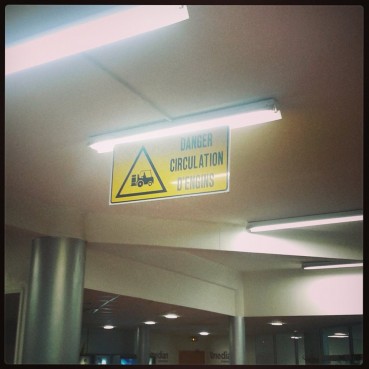 DANGER
CIRCULATION
D'ENGINS